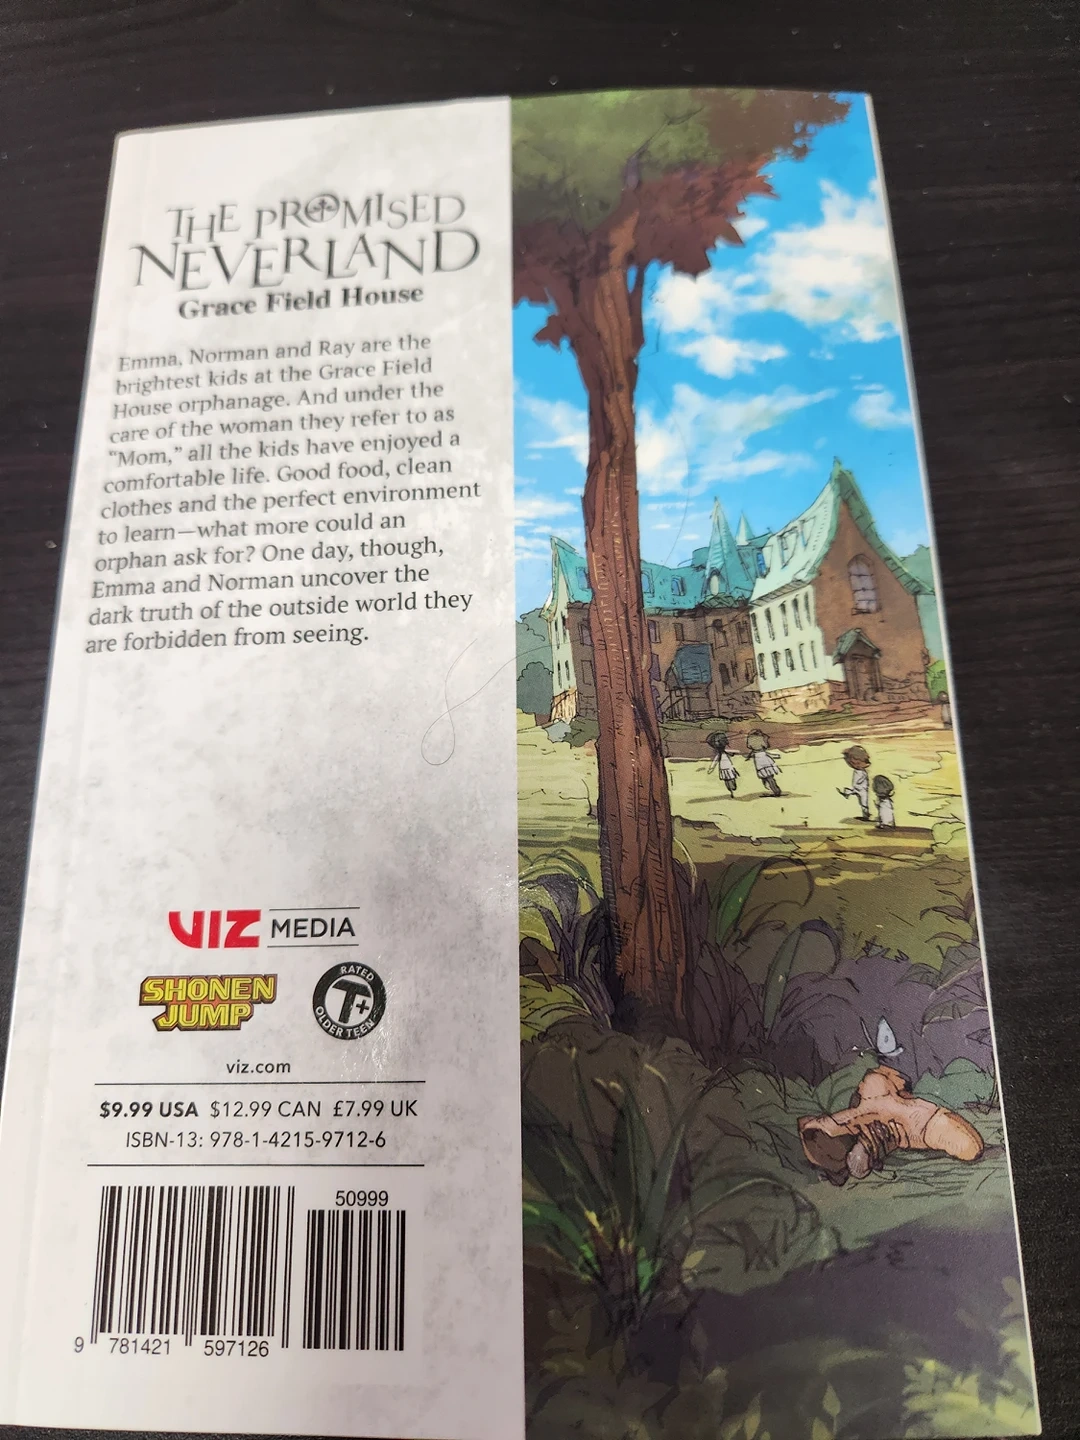 THE PROMISED
NEVERLAND
Grace Field House
Emma, Norman and Ray are the
brightest kids at the Grace Field
House orphanage. And under the
care of the woman they refer to as
“Mom,” all the kids have enjoyed a
comfortable life. Good food, clean
clothes and the perfect environment
to learn—what more could an
orphan ask for? One day, though,
Emma and Norman uncover the
dark truth of the outside world they
are forbidden from seeing.
VIZ MEDIA
SHONEN
JUMP
RATED
T+
OLDER TEEN
viz.com
$9.99 USA $12.99 CAN £7.99 UK
ISBN-13: 978-1-4215-9712-6
50999
9 781421 597126